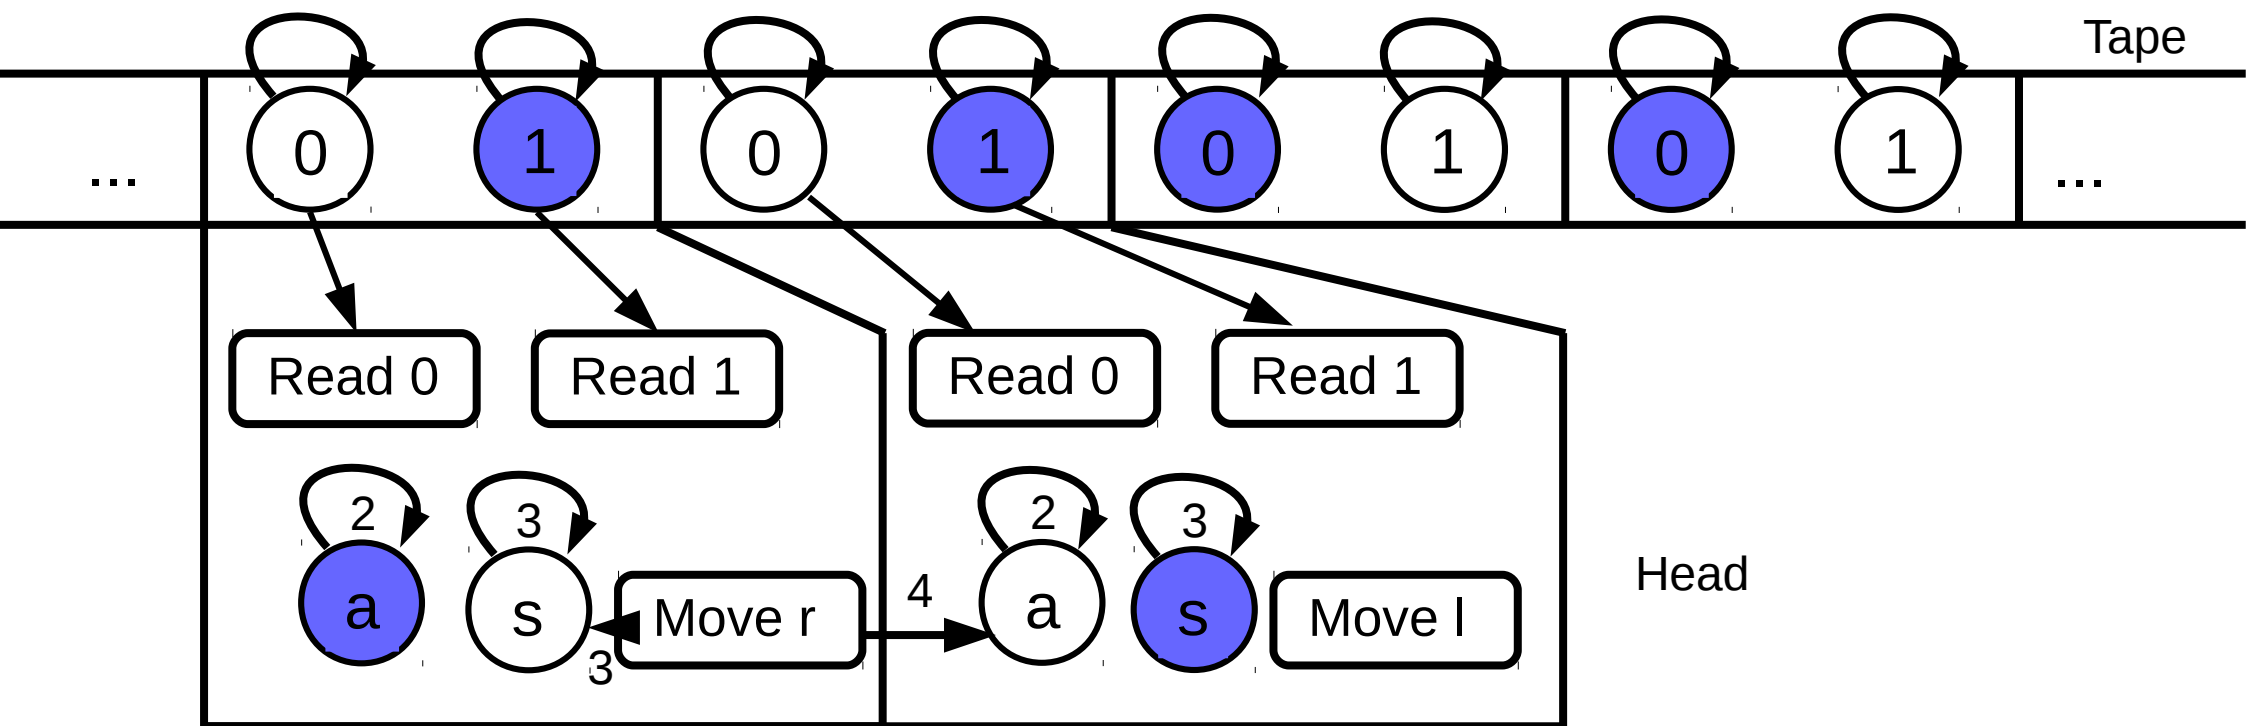 Tape
... 0 1 0 1 0 1 0 1 ...
Read 0 Read 1 Read 0 Read 1
2 3 2 3
a s Move r 4 a s Move l Head
3